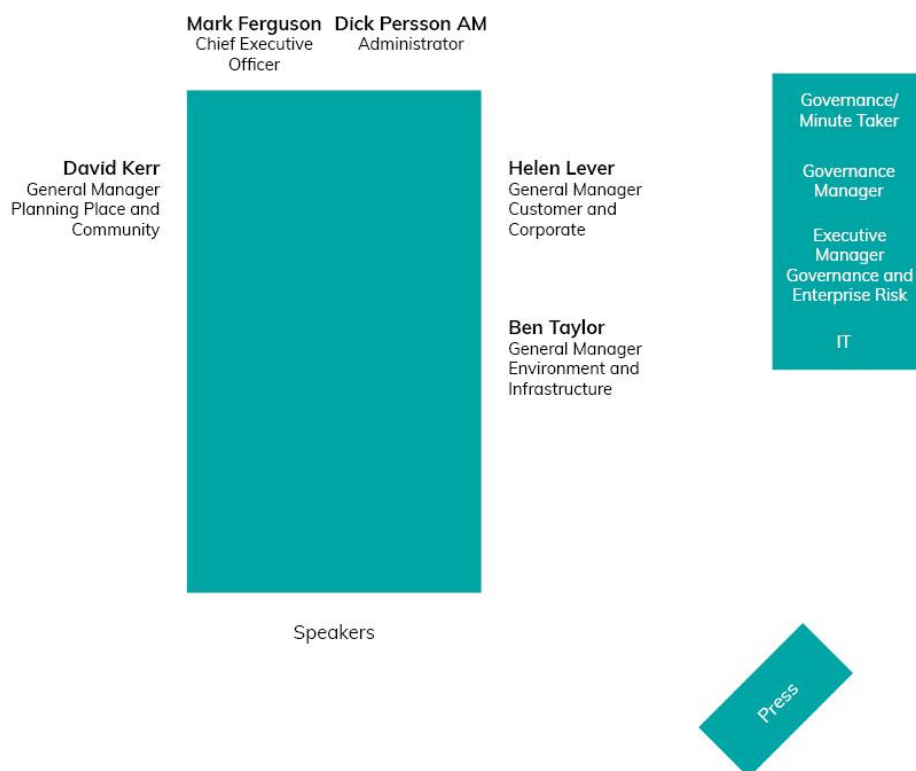 Mark Ferguson
Chief Executive
Officer
Dick Persson AM
Administrator
David Kerr
General Manager
Planning Place and
Community
Helen Lever
General Manager
Customer and
Corporate
Ben Taylor
General Manager
Environment and
Infrastructure
Governance/
Minute Taker
Governance
Manager
Executive
Manager
Governance and
Enterprise Risk
IT
Speakers
Press